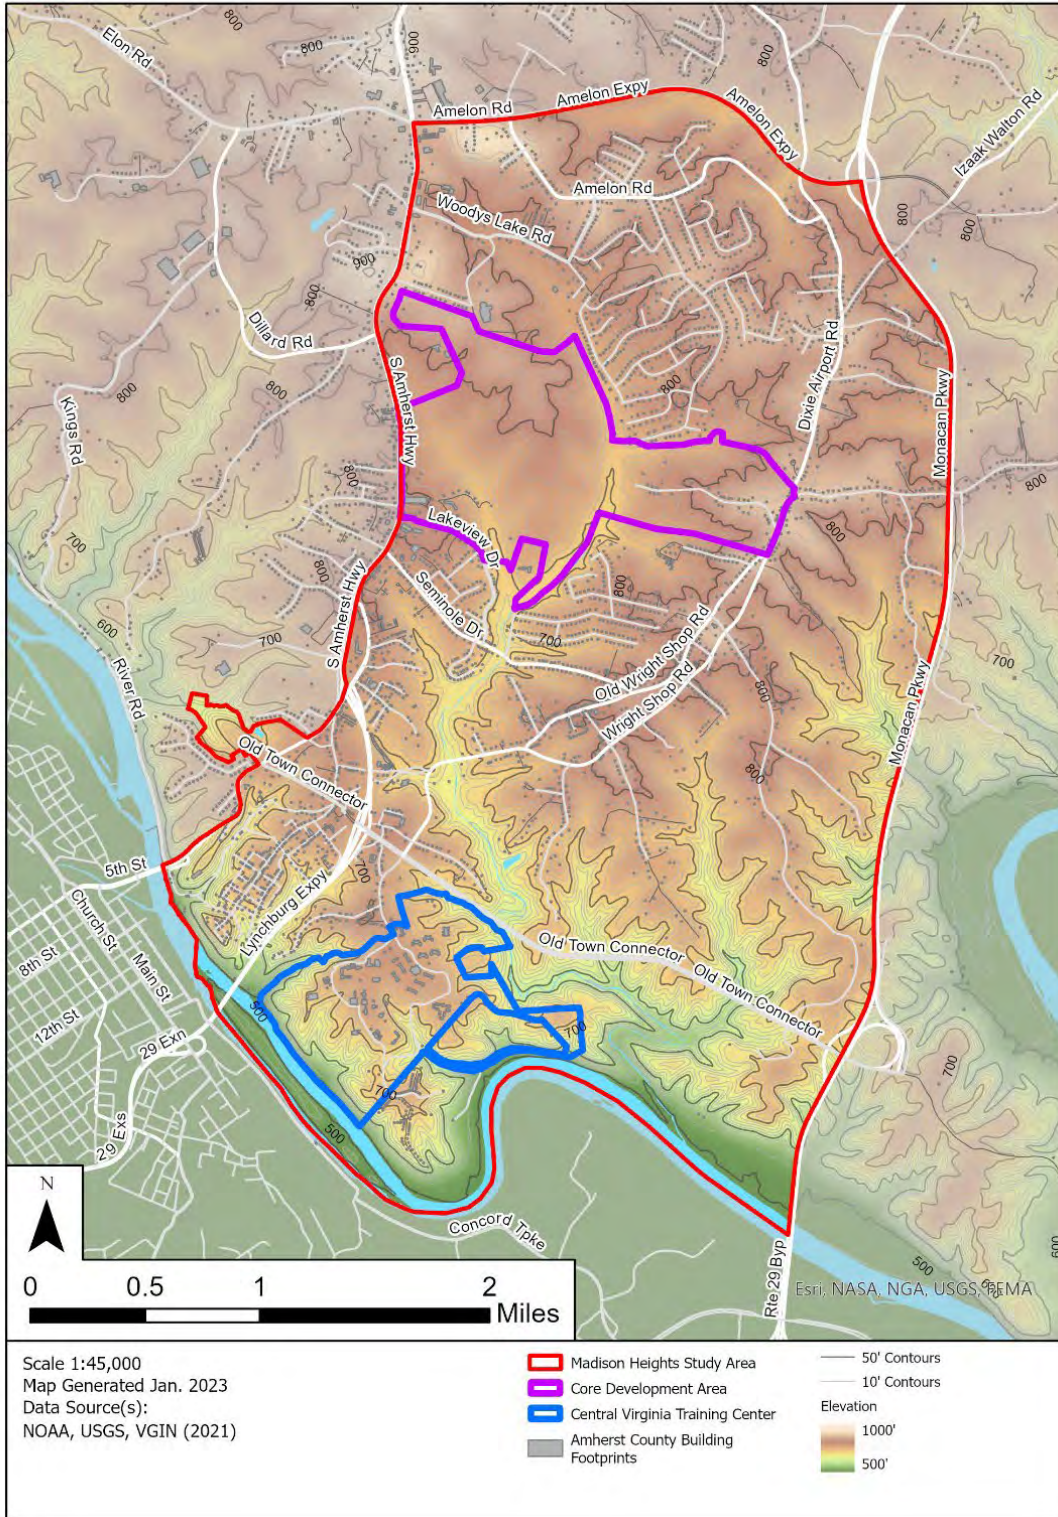 800
800
900
800
800
Elon Rd
Amelon Rd
Amelon Expy
Amelon Expy
Izaak Walton Rd
Amelon Rd
Woodys Lake Rd
800
800
900
800
Dillard Rd
800
Kings Rd
S Amherst Hwy
800
Dixie Airport Rd
Monacan Pkwy
800
800
800
Lakeview Dr
700
800
S Amherst Hwy
Seminole Dr
800
600
700
700
700
River Rd
Old Wright Shop Rd
Wright Shop Rd
Monacan Pkwy
Old Town Connector
800
800
5th St
700
Lynchburg Expy
Church St
Main St
8th St
12th St
Old Town Connector
Old Town Connector
500
29 Exn
700
700
700
29 Exs
500
Concord Tpke
Rte 29 Byp
500
600
600
N
0 0.5 1 2
Miles
Esri, NASA, NGA, USGS, FEMA
Scale 1:45,000
Map Generated Jan. 2023
Data Source(s):
NOAA, USGS, VGIN (2021)
Madison Heights Study Area
Core Development Area
Central Virginia Training Center
Amherst County Building
Footprints
50' Contours
10' Contours
Elevation
1000'
500'